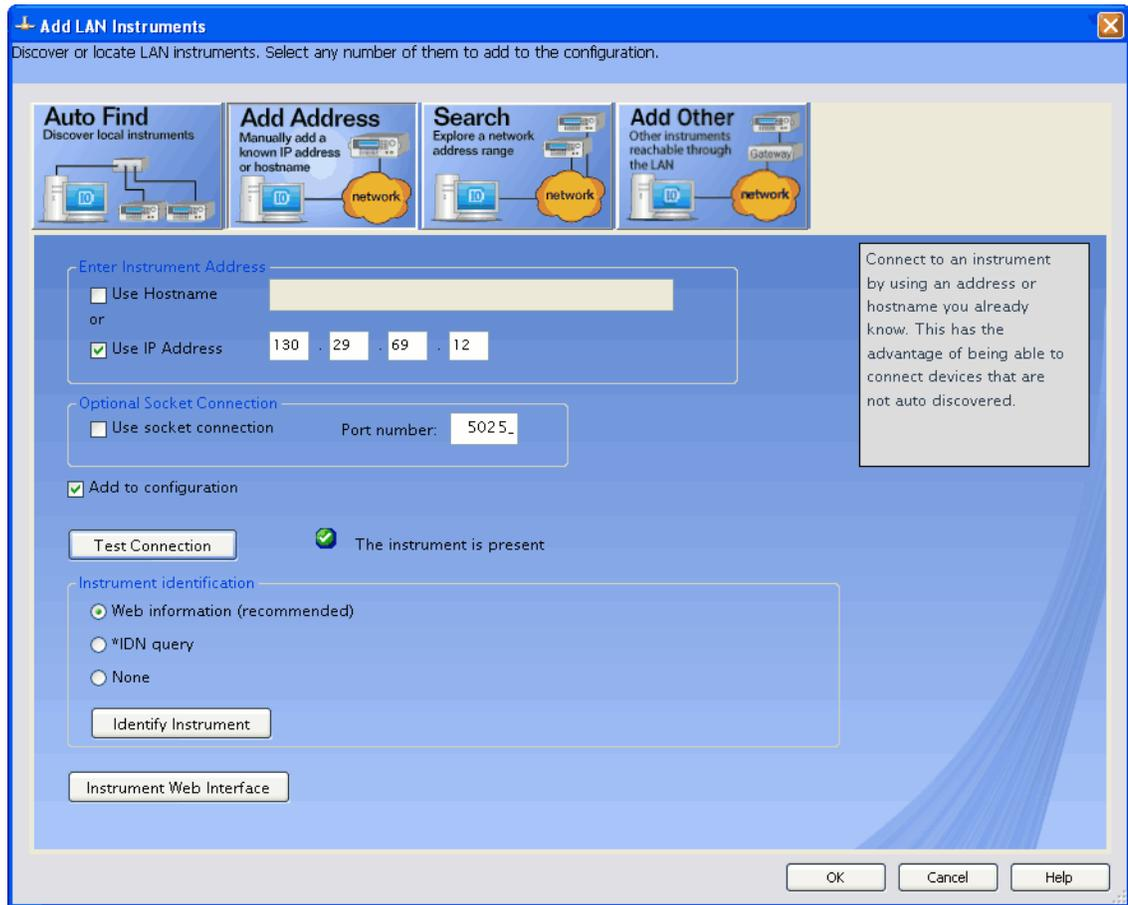 Add LAN Instruments
Discover or locate LAN instruments. Select any number of them to add to the configuration.
Auto Find
Discover local instruments
IO
Add Address
Manually add a
known IP address
or hostname
IO
network
Search
Explore a network
address range
IO
network
Add Other
Other instruments
reachable through
the LAN
Gateway
IO
network
Enter Instrument Address
Use Hostname
or
Use IP Address 130 . 29 . 69 . 12
Optional Socket Connection
Use socket connection Port number: 5025_
Add to configuration
Test Connection The instrument is present
Instrument identification
Web information (recommended)
*IDN query
None
Identify Instrument
Instrument Web Interface
Connect to an instrument
by using an address or
hostname you already
know. This has the
advantage of being able to
connect devices that are
not auto discovered.
OK Cancel Help